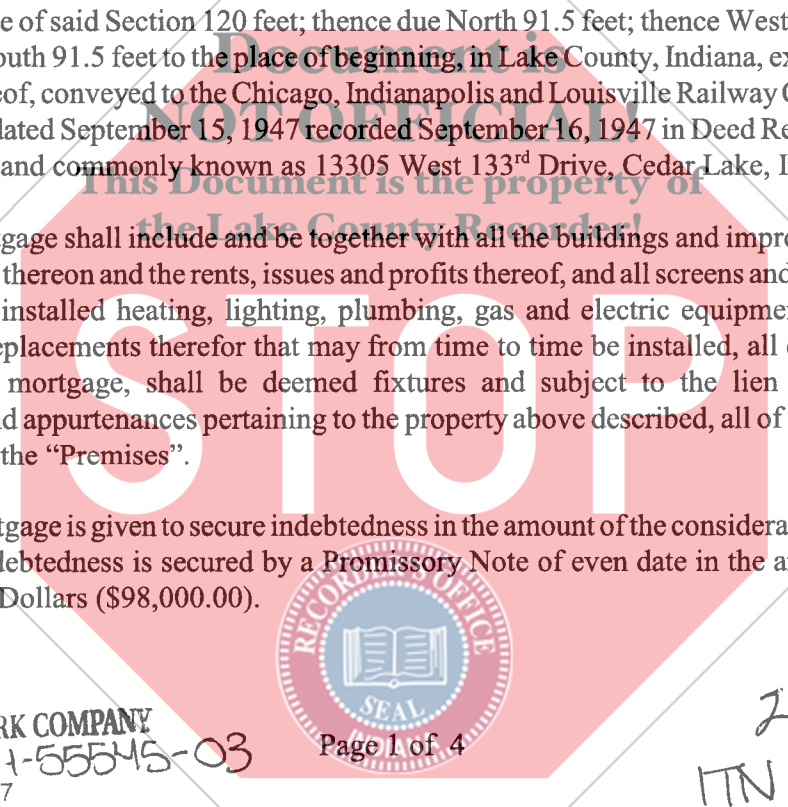 e of said Section 120 feet; thence due North 91.5 feet; thence West
outh 91.5 feet to the place of beginning, in Lake County, Indiana, ex
eof, conveyed to the Chicago, Indianapolis and Louisville Railway C
dated September 15, 1947 recorded September 16, 1947 in Deed Re
and commonly known as 13305 West 133rd Drive, Cedar Lake, I
Document is
NOT OFFICIAL!
This Document is the property of
the Lake County Recorder!
tgage shall include and be together with all the buildings and impro
thereon and the rents, issues and profits thereof, and all screens and
installed heating, lighting, plumbing, gas and electric equipme
eplacements therefor that may from time to time be installed, all
mortgage, shall be deemed fixtures and subject to the lien
d appurtenances pertaining to the property above described, all of
the “Premises”.
STOP
tgage is given to secure indebtedness in the amount of the considera
debtedness is secured by a Promissory Note of even date in the a
Dollars ($98,000.00).
RECORDER'S OFFICE
SEAL
INDIANA
RK COMPANY
1-55545-03
Page 1 of 4
7
2
ITN